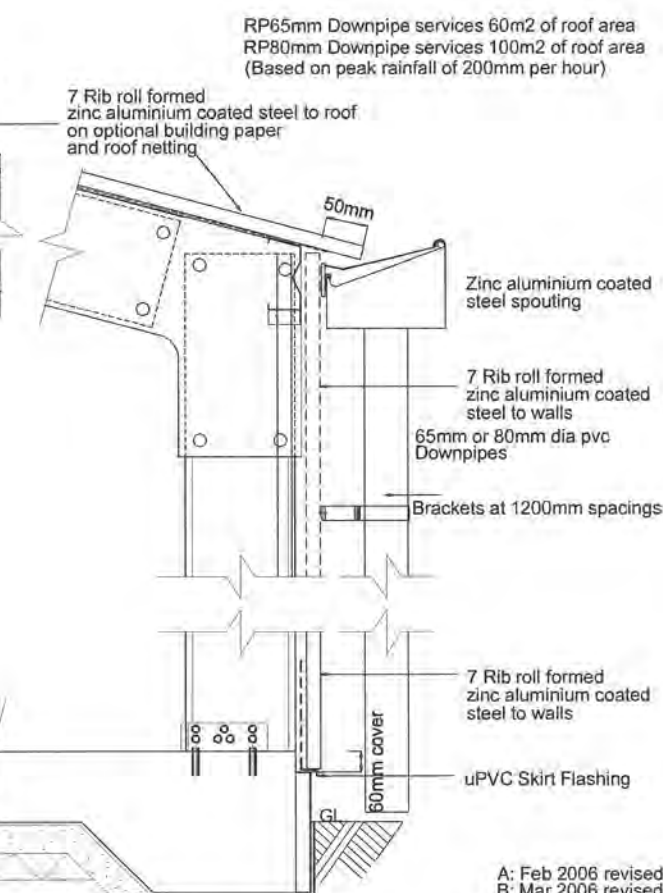 RP65mm Downpipe services 60m2 of roof area
RP80mm Downpipe services 100m2 of roof area
(Based on peak rainfall of 200mm per hour)
7 Rib roll formed
zinc aluminium coated steel to roof
on optional building paper
and roof netting
50mm
Zinc aluminium coated
steel spouting
7 Rib roll formed
zinc aluminium coated
steel to walls
65mm or 80mm dia pvc
Downpipes
Brackets at 1200mm spacings
7 Rib roll formed
zinc aluminium coated
steel to walls
60mm cover
uPVC Skirt Flashing
GL
A: Feb 2006 revised
B: Mar 2006 revised